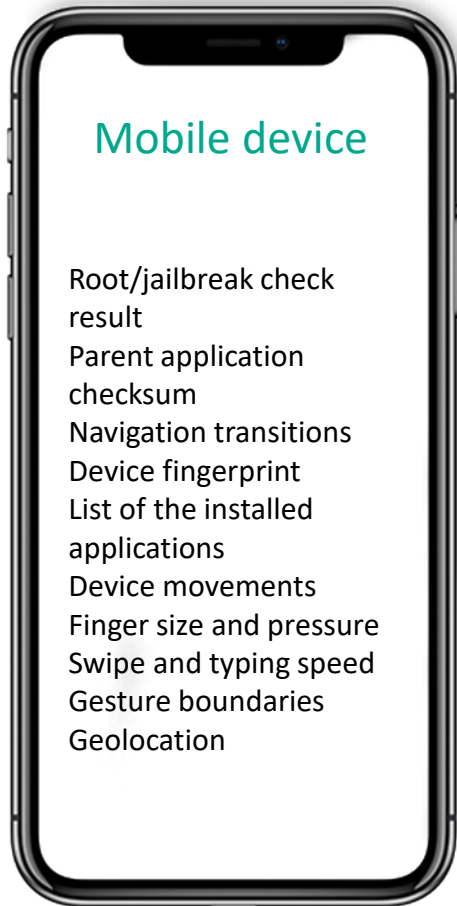 Mobile device
Root/jailbreak check
result
Parent application
checksum
Navigation transitions
Device fingerprint
List of the installed
applications
Device movements
Finger size and pressure
Swipe and typing speed
Gesture boundaries
Geolocation